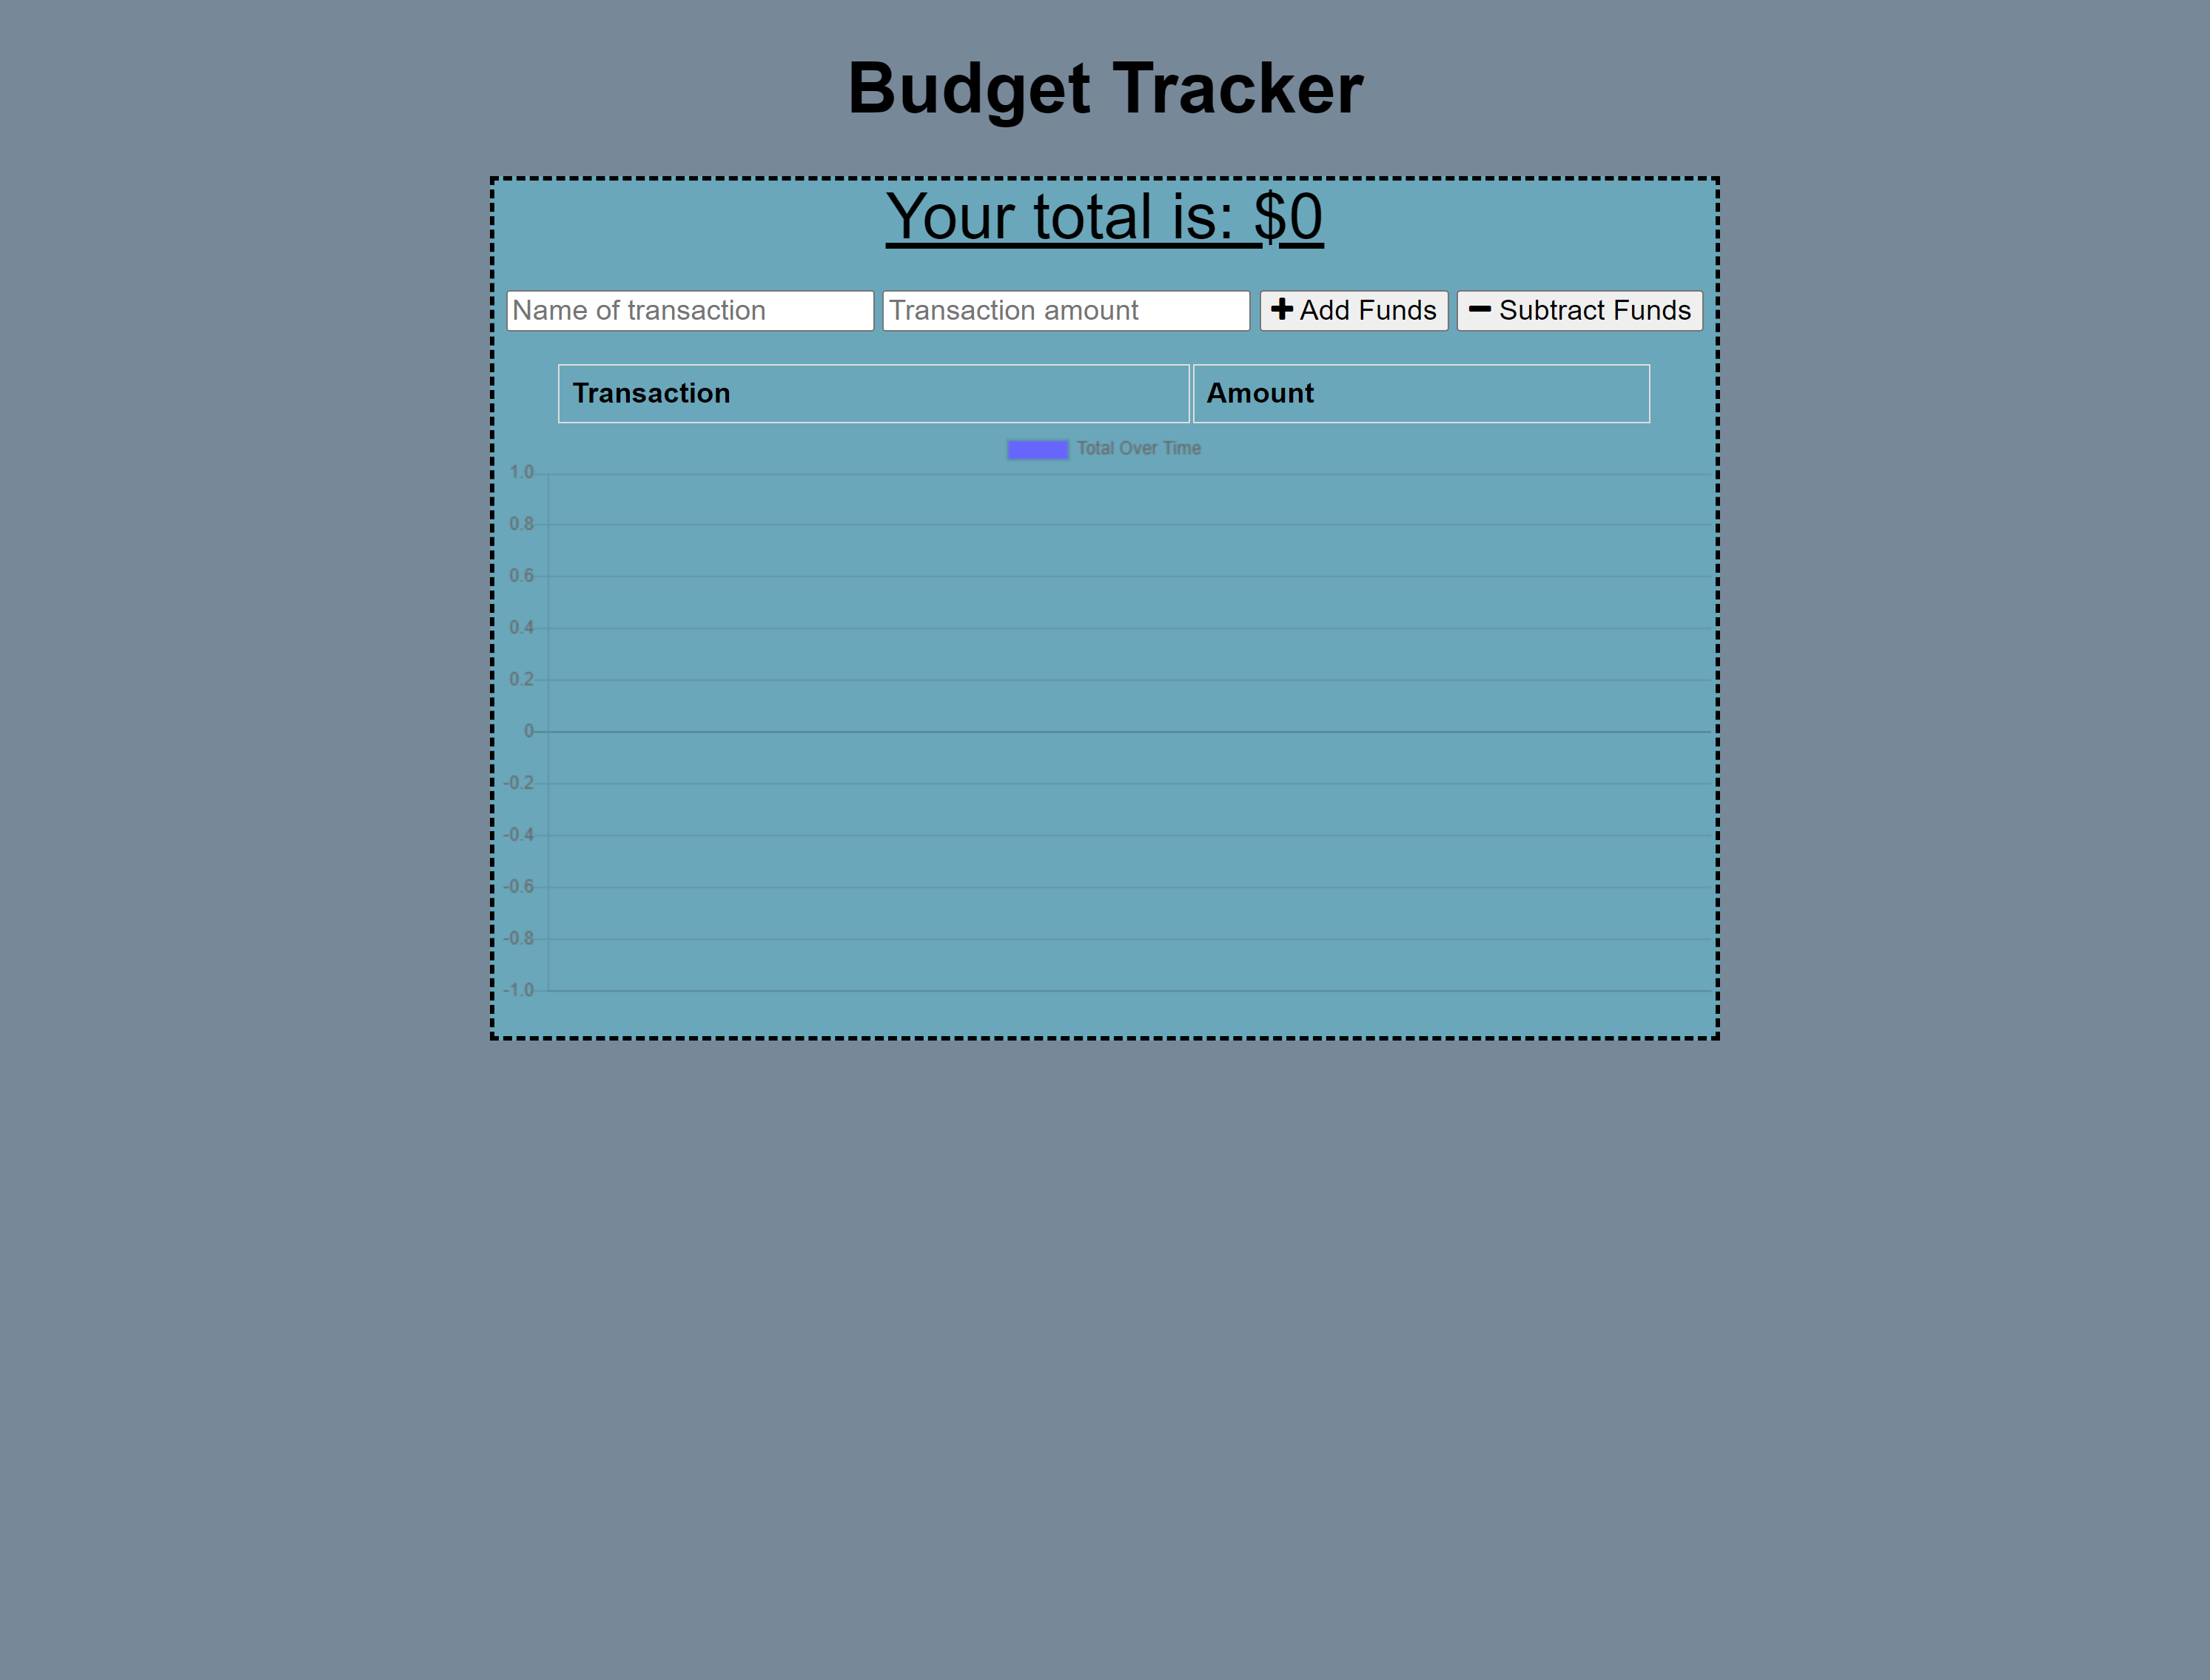 Budget Tracker
Your total is: $0
Name of transaction Transaction amount Add Funds Subtract Funds
Transaction Amount
Total Over Time
1.0
0.8
0.6
0.4
0.2
0
-0.2
-0.4
-0.6
-0.8
-1.0